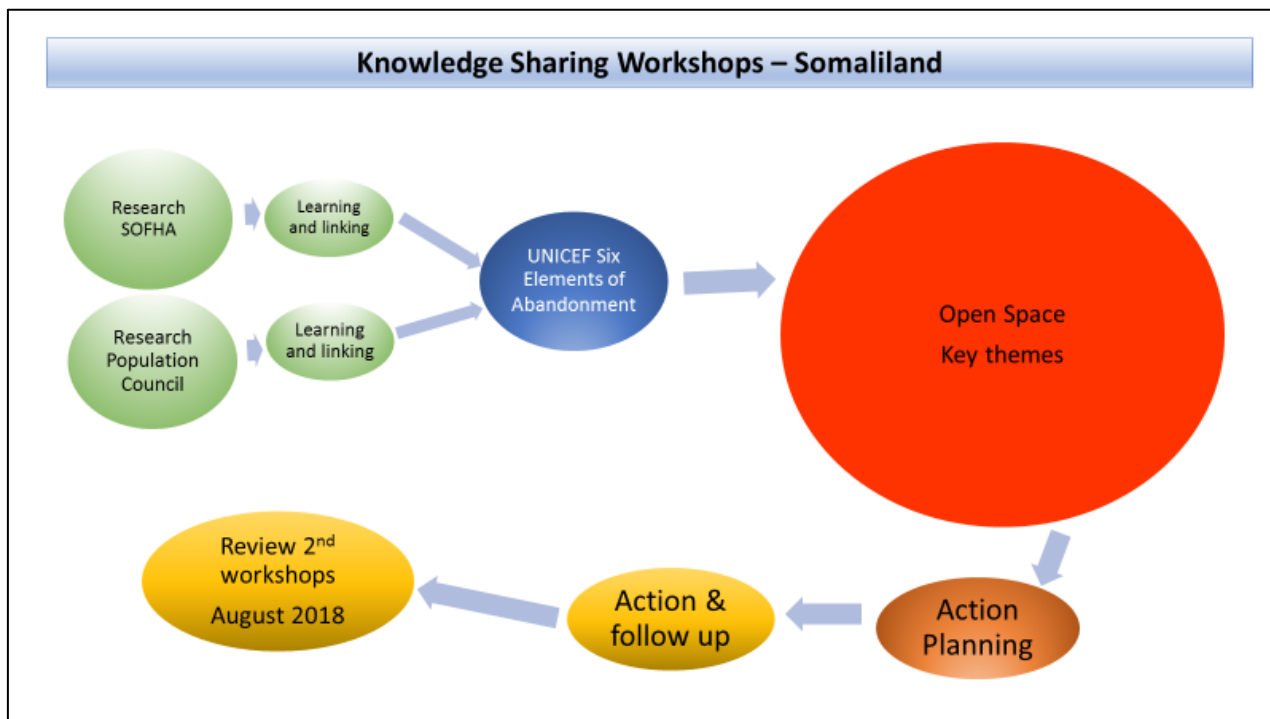 Knowledge Sharing Workshops – Somaliland
Research
SOFHA
Learning
and linking
UNICEF Six
Elements of
Abandonment
Research
Population
Council
Learning
and linking
Open Space
Key themes
Action
Planning
Action &
follow up
Review 2nd
workshops
August 2018